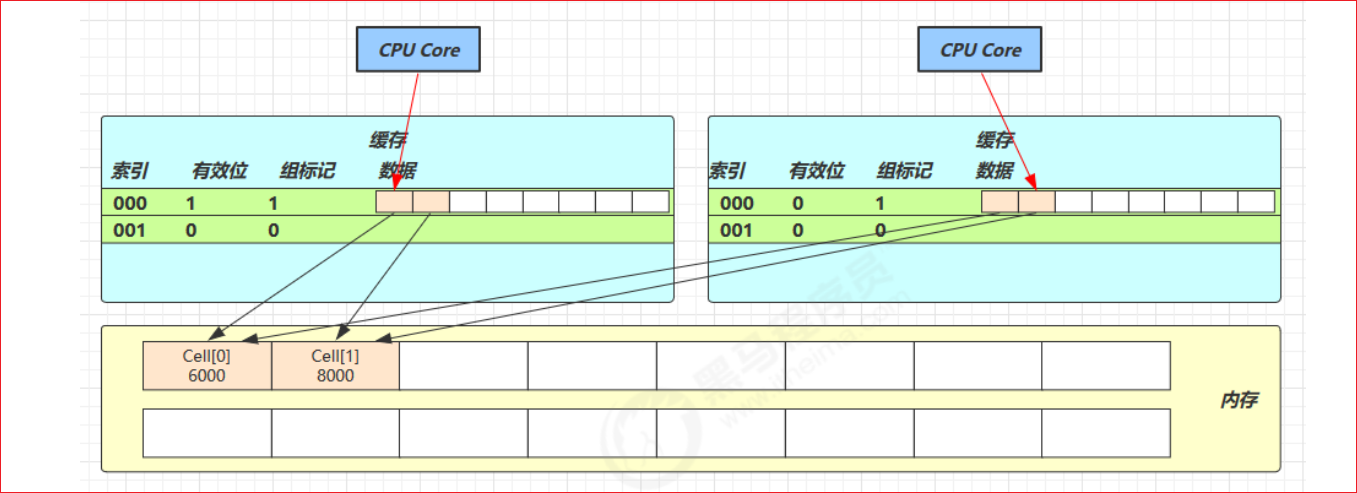 CPU Core CPU Core
缓存 缓存
索引 有效位 组标记 数据 索引 有效位 组标记 数据
000 1 1 000 0 1
001 0 0 001 0 0
Cell[0] Cell[1]
6000 8000
内存
黑马程序员
www.itheima.com